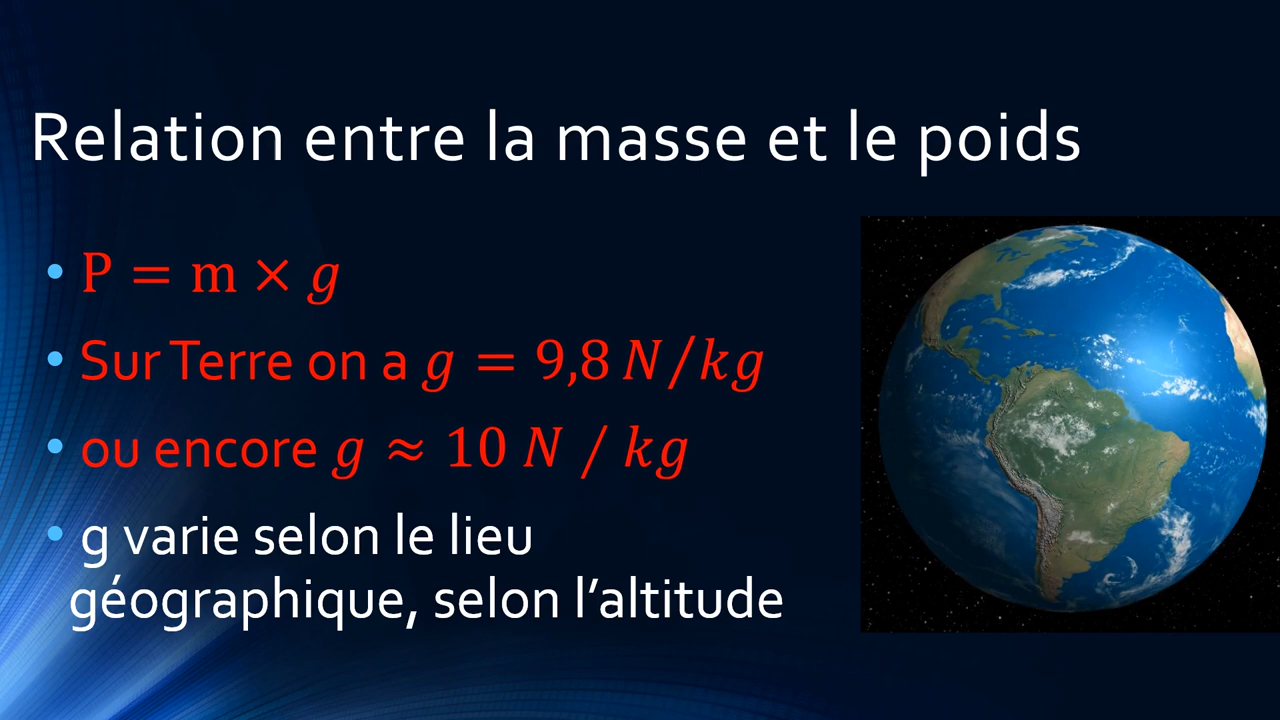 Relation entre la masse et le poids
• P = m × g
• Sur Terre on a g = 9,8 N/kg
• ou encore g ≈ 10 N / kg
• g varie selon le lieu
géographique, selon l’altitude